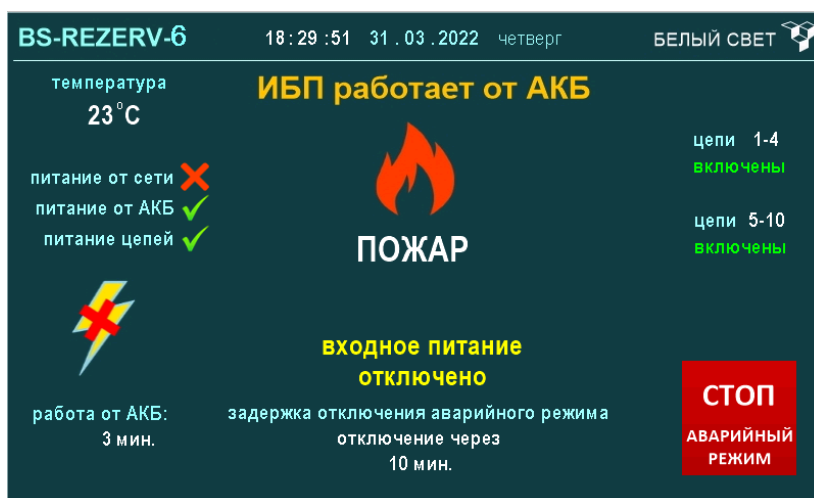 BS-REZERV-6 18:29:51 31.03.2022 четверг БЕЛЫЙ СВЕТ
температура
23°C
ИБП работает от АКБ
питание от сети
питание от АКБ
питание цепей
ПОЖАР
цепи 1-4
включены
цепи 5-10
включены
входное питание
отключено
работа от АКБ:
3 мин.
задержка отключения аварийного режима
отключение через
10 мин.
СТОП
АВАРИЙНЫЙ
РЕЖИМ